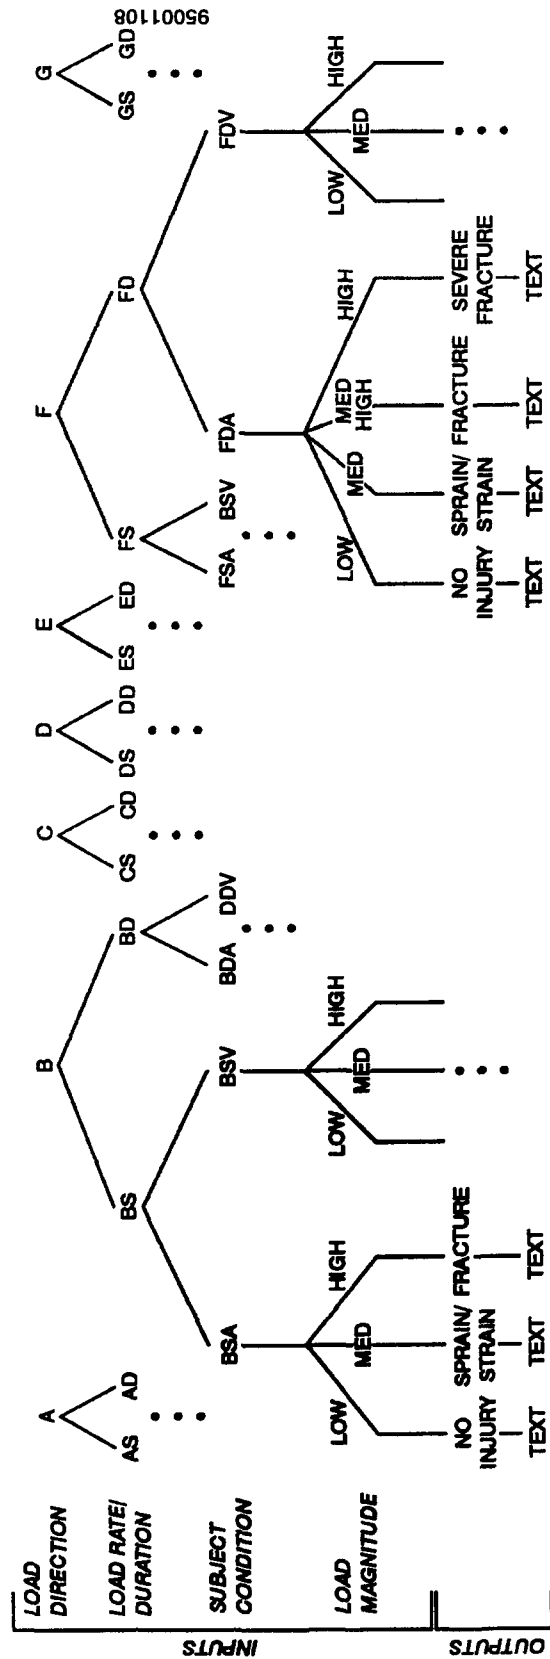 INPUTS
OUTPUTS
LOAD
DIRECTION
A
B
C
D
E
F
G
LOAD RATE/
DURATION
AS
AD
BS
BD
CS
CD
DS
DD
ES
ED
FS
FD
GS
GD
SUBJECT
CONDITION
BSA
BSV
BDA
DDV
FSA
BSV
FDA
FDV
LOAD
MAGNITUDE
LOW
MED
HIGH
LOW
MED
HIGH
LOW
MED
MED
HIGH
HIGH
LOW
MED
HIGH
NO
INJURY
SPRAIN/
STRAIN
FRACTURE
NO
INJURY
SPRAIN/
STRAIN
FRACTURE
SEVERE
FRACTURE
TEXT
TEXT
TEXT
TEXT
TEXT
TEXT
TEXT
95001108